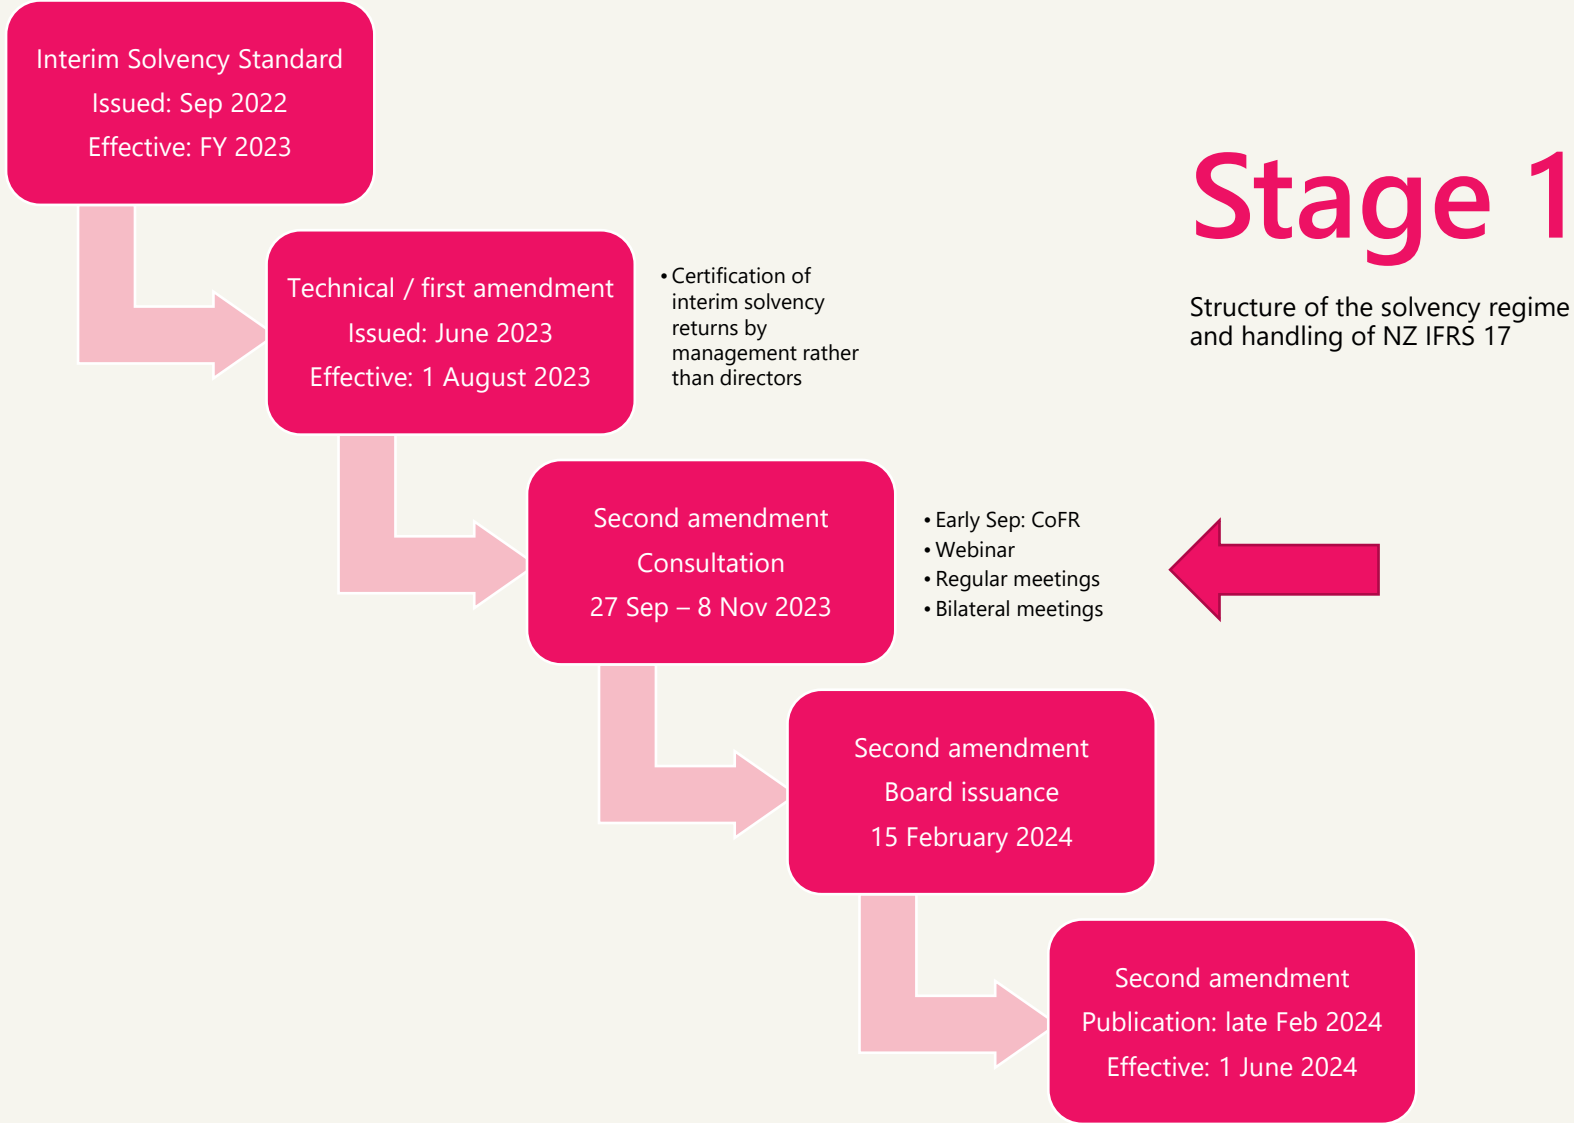 Interim Solvency Standard
Issued: Sep 2022
Effective: FY 2023
Stage 1
Structure of the solvency regime
and handling of NZ IFRS 17
Technical / first amendment
Issued: June 2023
Effective: 1 August 2023
• Certification of
interim solvency
returns by
management rather
than directors
Second amendment
Consultation
27 Sep – 8 Nov 2023
• Early Sep: CoFR
• Webinar
• Regular meetings
• Bilateral meetings
Second amendment
Board issuance
15 February 2024
Second amendment
Publication: late Feb 2024
Effective: 1 June 2024